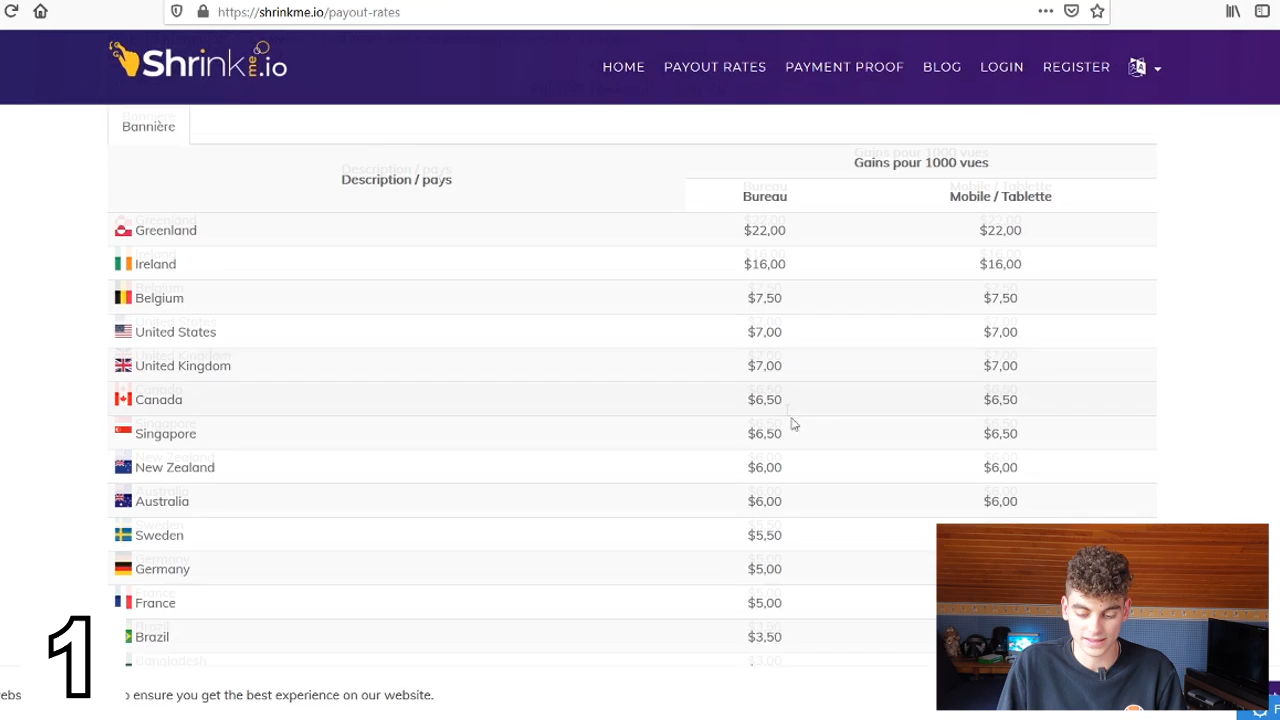 https://shrinkme.io/payout-rates
Shrinkme.io
HOME PAYOUT RATES PAYMENT PROOF BLOG LOGIN REGISTER
Bannière
Description / pays
Gains pour 1000 vues
Bureau Mobile / Tablette
Greenland $22,00 $22,00
Ireland $16,00 $16,00
Belgium $7,50 $7,50
United States $7,00 $7,00
United Kingdom $7,00 $7,00
Canada $6,50 $6,50
Singapore $6,50 $6,50
New Zealand $6,00 $6,00
Australia $6,00 $6,00
Sweden $5,50
Germany $5,00
France $5,00
Brazil $3,50
Bangladesh $3,00
1
ebs o ensure you get the best experience on our website.
F